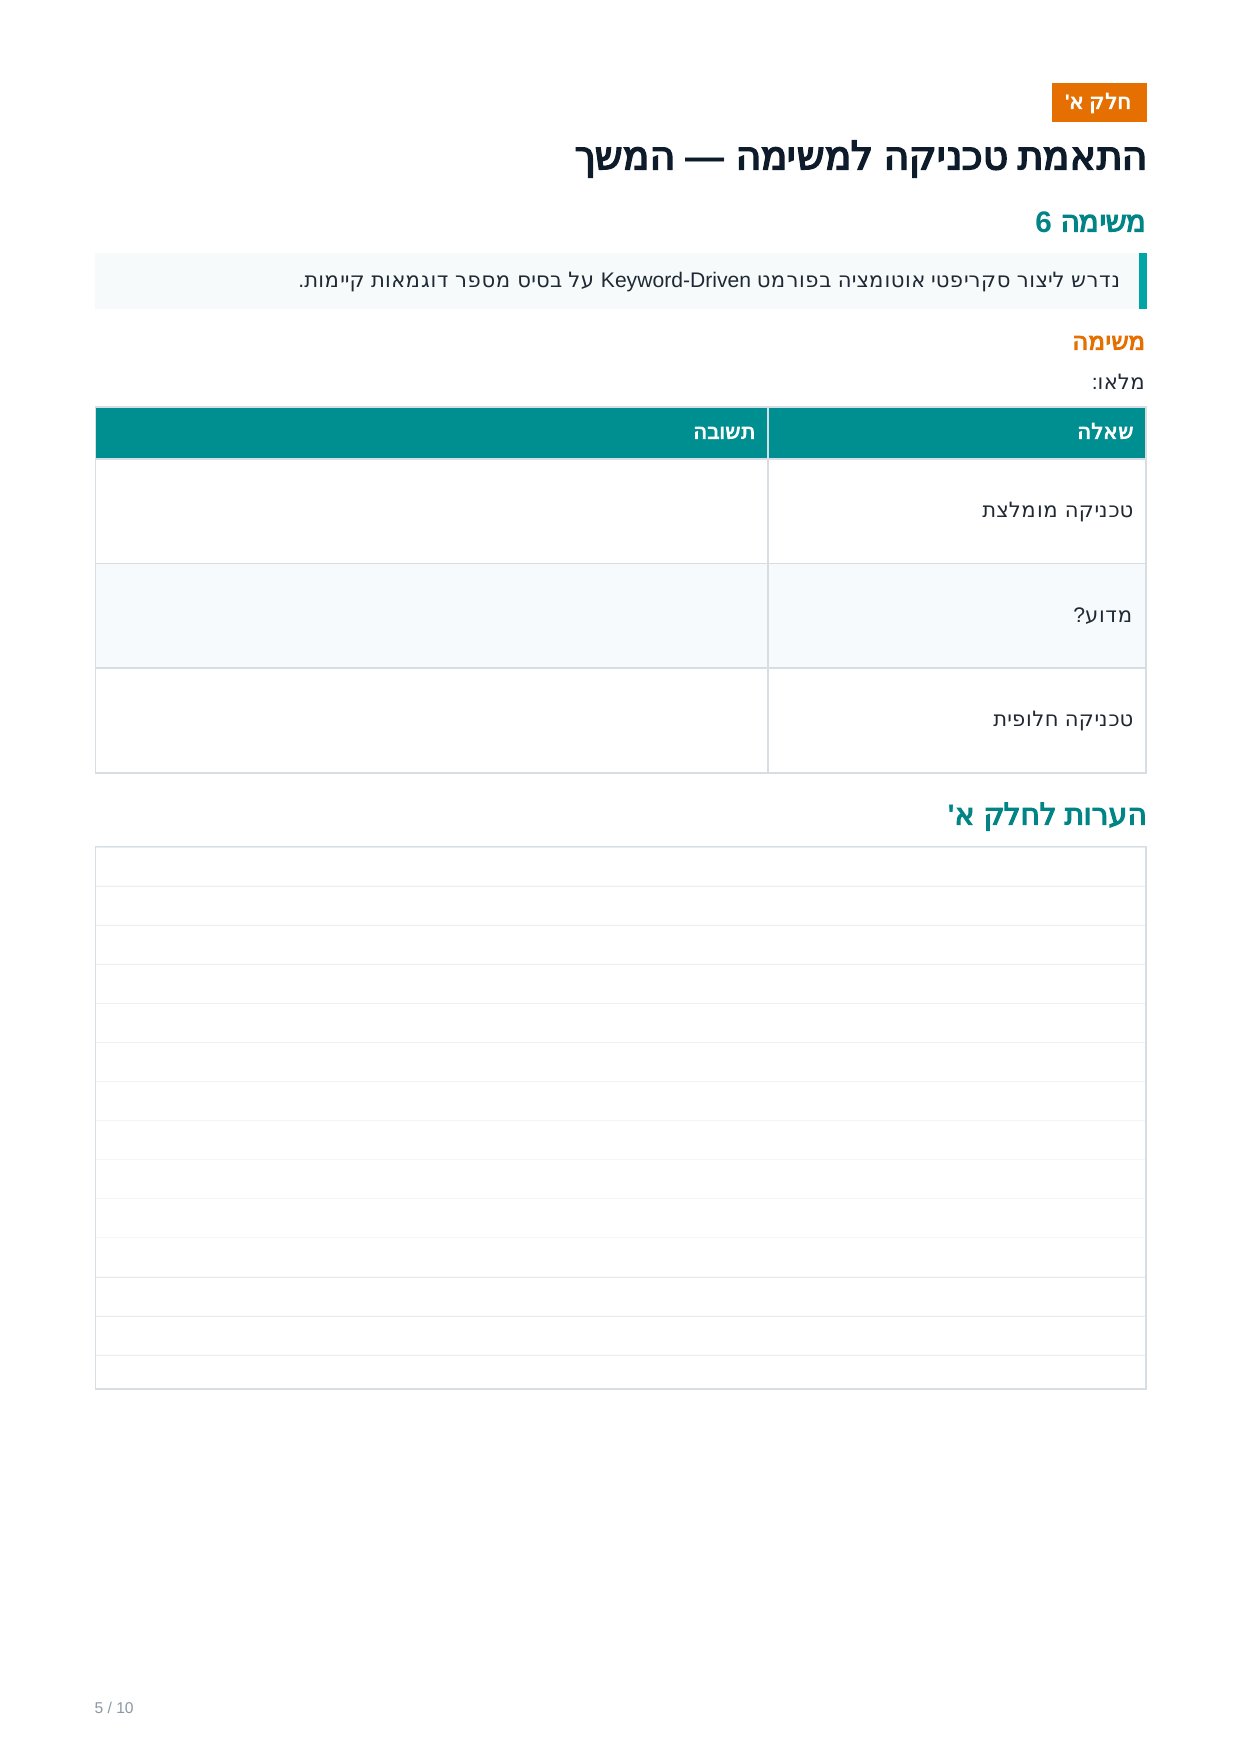 חלק א'
התאמת טכניקה למשימה — המשך
משימה 6
נדרש ליצור סקריפטי אוטומציה בפורמט Keyword-Driven על בסיס מספר דוגמאות קיימות.
משימה
מלאו:
שאלה תשובה
טכניקה מומלצת
מדוע?
טכניקה חלופית
הערות לחלק א'
5 / 10